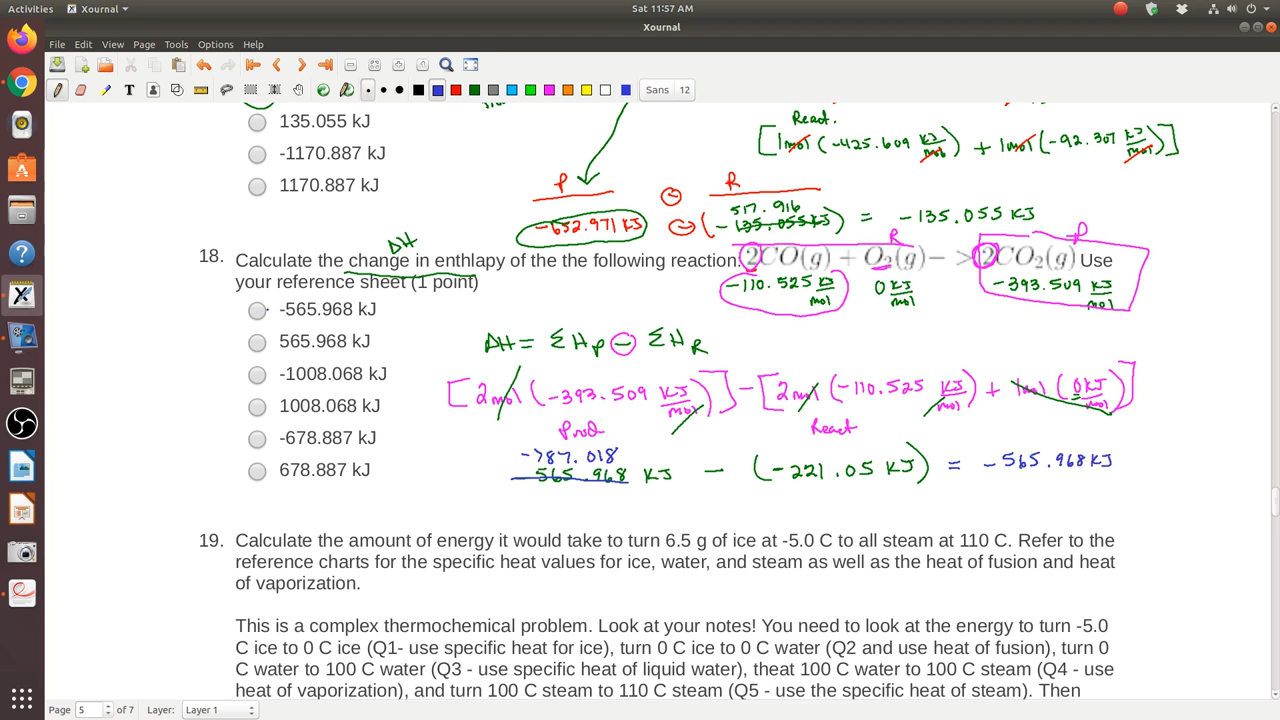 Activities
Xournal
Sat 11:57 AM
Xournal
File Edit View Page Tools Options Help
Sans 12
React.
135.055 kJ
[1mol (-425.609 KJ/mol) + 1mol (-92.307 KJ/mol)]
-1170.887 kJ
1170.887 kJ
P - R
517.916
-652.971 KJ - (-135.055 KJ) = -135.055 KJ
ΔH
R
P
18. Calculate the change in enthlapy of the the following reaction. 2CO(g) + O₂(g)− > 2CO₂(g) Use
your reference sheet (1 point)
-110.525 KJ/mol 0 KJ/mol -393.509 KJ/mol
-565.968 kJ
565.968 kJ
ΔH = ΣHP - ΣHR
-1008.068 kJ
1008.068 kJ
[2mol (-393.509 KJ/mol)] - [2mol (-110.525 KJ/mol + 1mol (0KJ/mol)]
Prod React
-678.887 kJ
678.887 kJ
-787.018
565.968 KJ - (-221.05 KJ) = -565.968KJ
19. Calculate the amount of energy it would take to turn 6.5 g of ice at -5.0 C to all steam at 110 C. Refer to the
reference charts for the specific heat values for ice, water, and steam as well as the heat of fusion and heat
of vaporization.
This is a complex thermochemical problem. Look at your notes! You need to look at the energy to turn -5.0
C ice to 0 C ice (Q1- use specific heat for ice), turn 0 C ice to 0 C water (Q2 and use heat of fusion), turn 0
C water to 100 C water (Q3 - use specific heat of liquid water), theat 100 C water to 100 C steam (Q4 - use
heat of vaporization), and turn 100 C steam to 110 C steam (Q5 - use the specific heat of steam). Then
Page 5 of 7 Layer: Layer 1